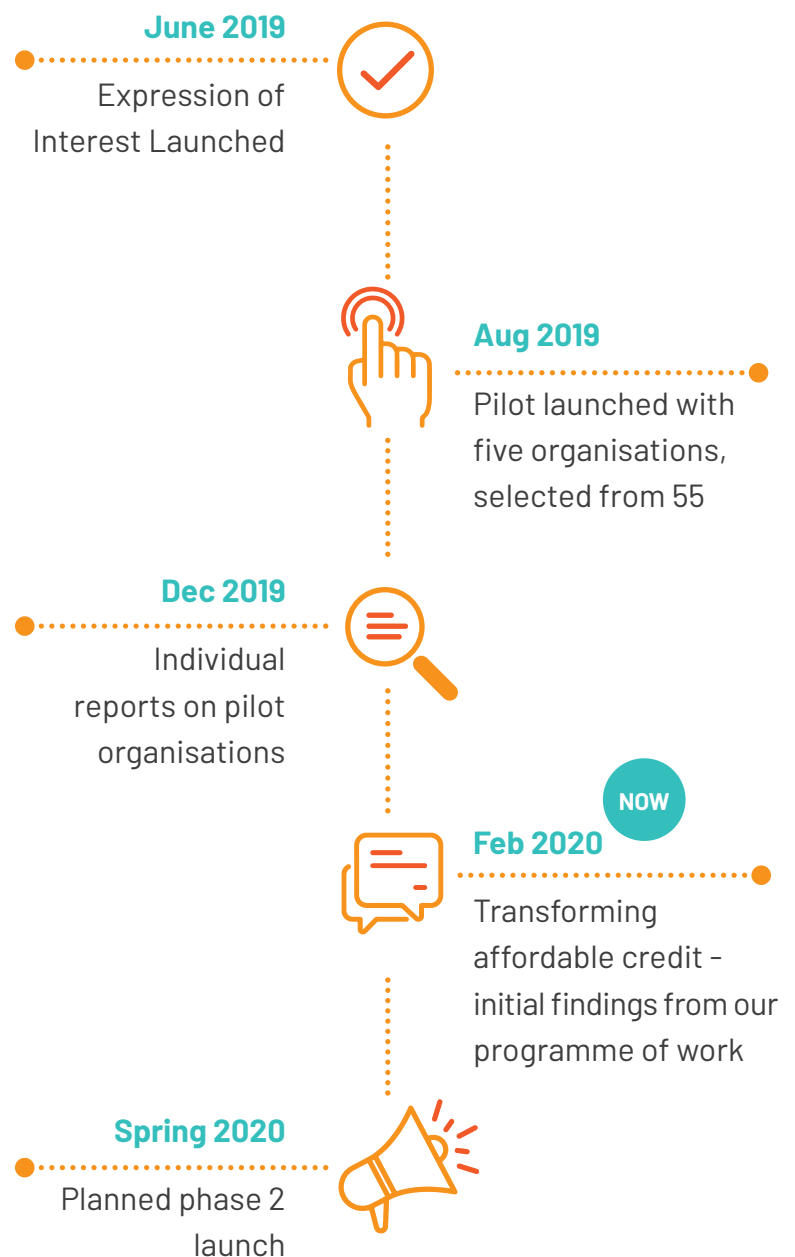 June 2019
Expression of
Interest Launched
Aug 2019
Pilot launched with
five organisations,
selected from 55
Dec 2019
Individual
reports on pilot
organisations
NOW
Feb 2020
Transforming
affordable credit -
initial findings from our
programme of work
Spring 2020
Planned phase 2
launch